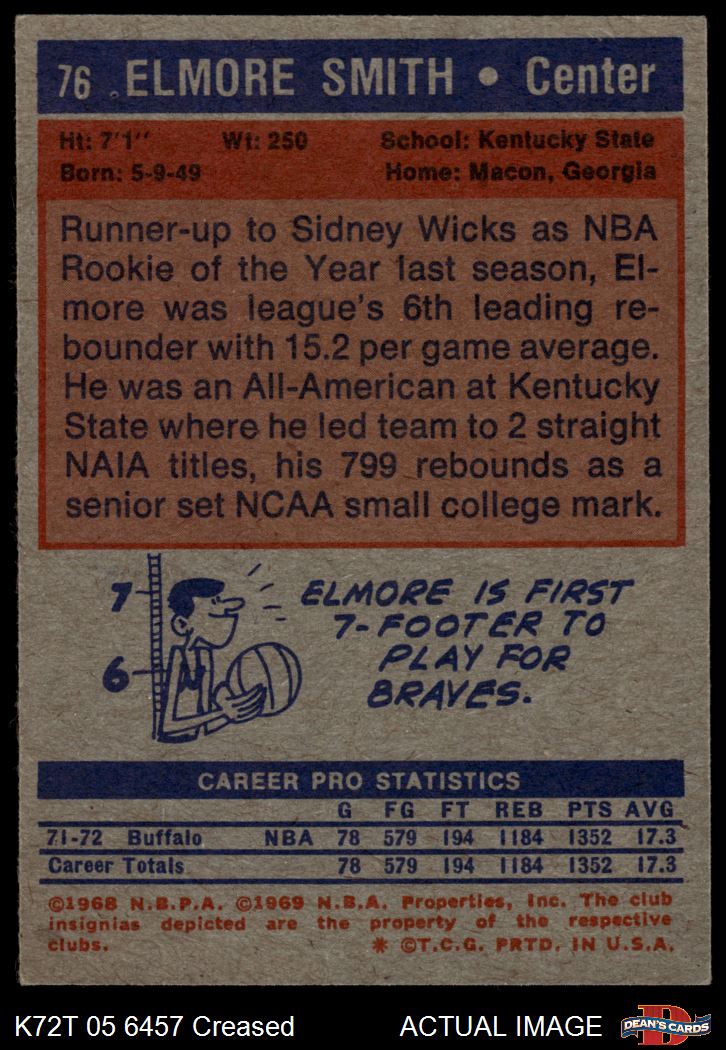 76 ELMORE SMITH • Center
Ht: 7'1" Wt: 250 School: Kentucky State
Born: 5-9-49 Home: Macon, Georgia
Runner-up to Sidney Wicks as NBA
Rookie of the Year last season, El-
more was league's 6th leading re-
bounder with 15.2 per game average.
He was an All-American at Kentucky
State where he led team to 2 straight
NAIA titles, his 799 rebounds as a
senior set NCAA small college mark.
7
6
ELMORE IS FIRST
7-FOOTER TO
PLAY FOR
BRAVES.
CAREER PRO STATISTICS
G FG FT REB PTS AVG
71-72 Buffalo NBA 78 579 194 1184 1352 17.3
Career Totals 78 579 194 1184 1352 17.3
©1968 N.B.P.A. ©1969 N.B.A. Properties, Inc. The club
insignias depicted are the property of the respective
clubs. * ©T.C.G. PRTD. IN U.S.A.
K72T 05 6457 Creased ACTUAL IMAGE
D
DEAN'S CARDS